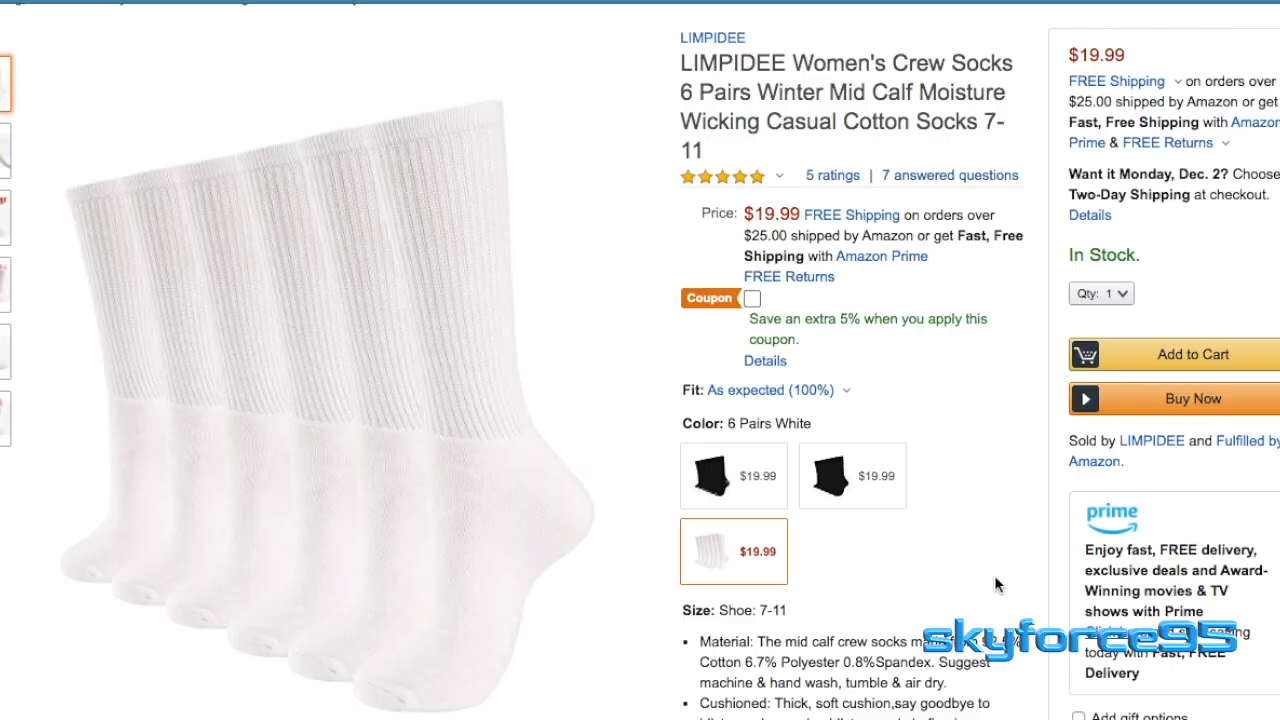 LIMPIDEE
LIMPIDEE Women's Crew Socks
6 Pairs Winter Mid Calf Moisture
Wicking Casual Cotton Socks 7-
11
5 ratings | 7 answered questions
Price: $19.99 FREE Shipping on orders over
$25.00 shipped by Amazon or get Fast, Free
Shipping with Amazon Prime
FREE Returns
Coupon
Save an extra 5% when you apply this
coupon.
Details
Fit: As expected (100%)
Color: 6 Pairs White
$19.99
$19.99
$19.99
Size: Shoe: 7-11
Material: The mid calf crew socks
Cotton 6.7% Polyester 0.8%Spandex. Suggest
machine & hand wash, tumble & air dry.
Cushioned: Thick, soft cushion,say goodbye to
$19.99
FREE Shipping on orders over
$25.00 shipped by Amazon or get
Fast, Free Shipping with Amazon
Prime & FREE Returns
Want it Monday, Dec. 2? Choose
Two-Day Shipping at checkout.
Details
In Stock.
Qty: 1
Add to Cart
Buy Now
Sold by LIMPIDEE and Fulfilled by
Amazon.
prime
Enjoy fast, FREE delivery,
exclusive deals and Award-
Winning movies & TV
shows with Prime
today with Fast, FREE
Delivery
Add gift options
skyforce95